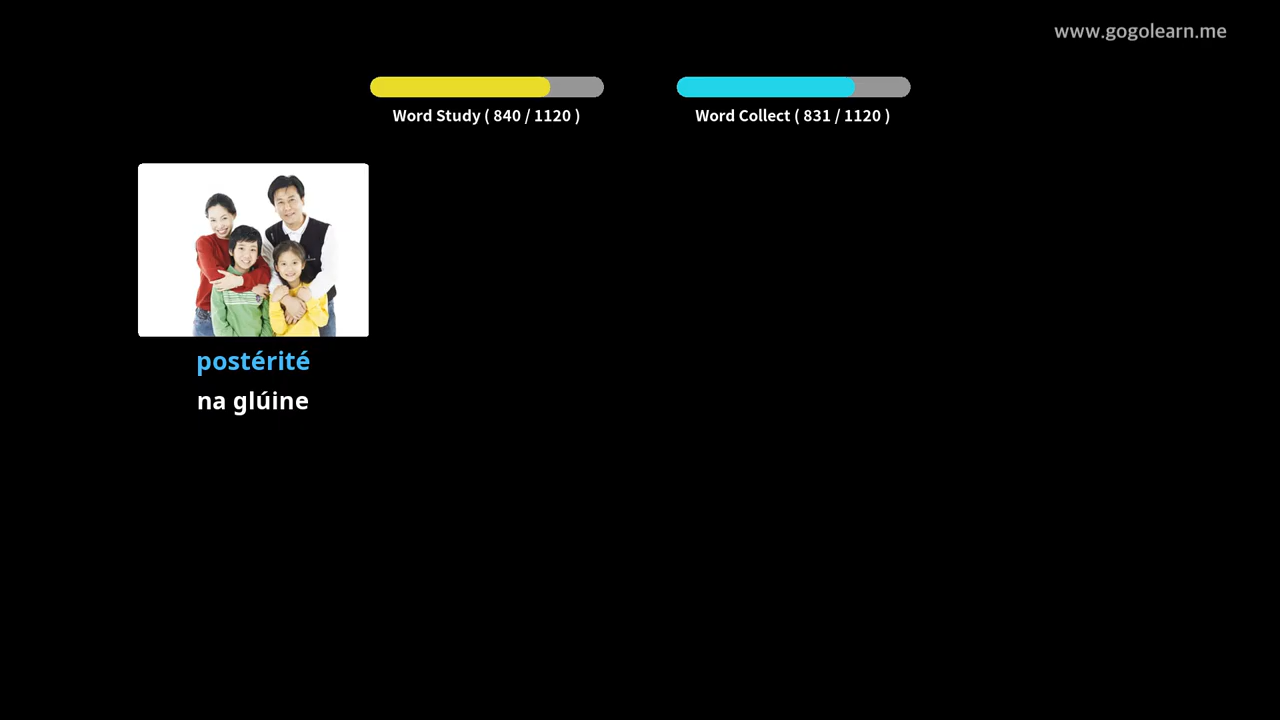 www.gogolearn.me
Word Study ( 840 / 1120 )
Word Collect ( 831 / 1120 )
postérité
na glúine